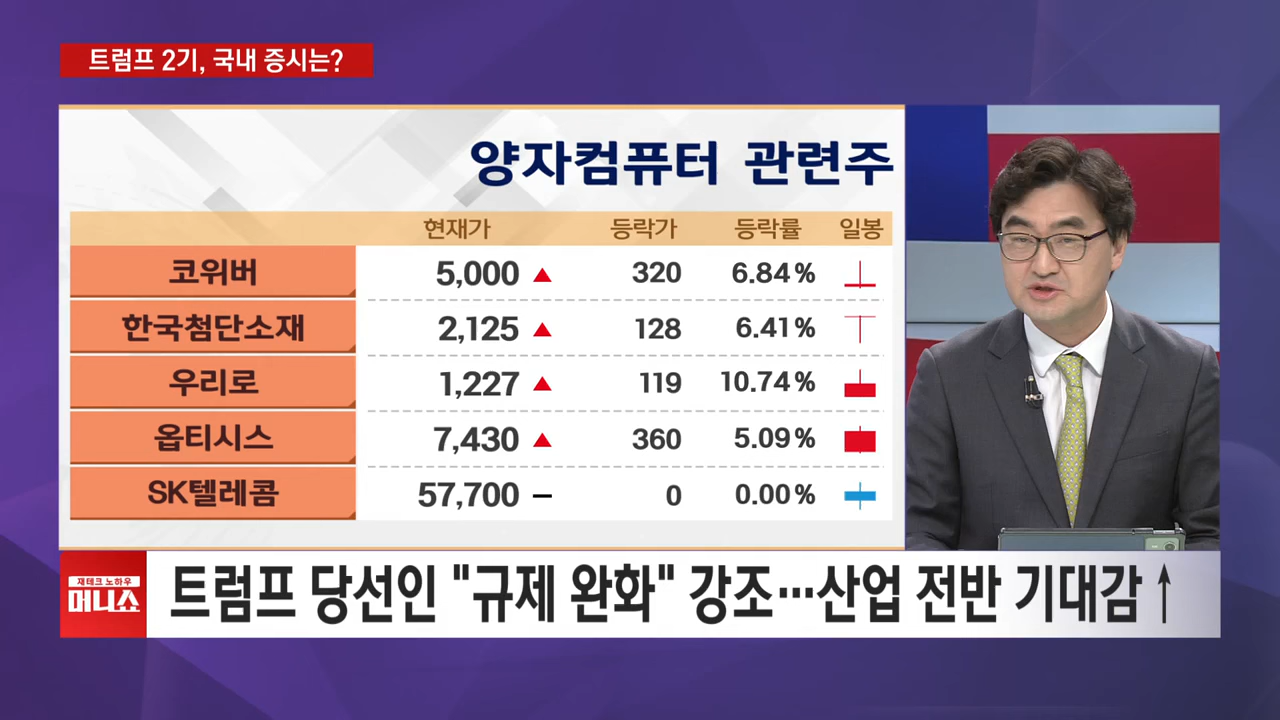 트럼프 2기, 국내 증시는?
양자컴퓨터 관련주
현재가 등락가 등락률 일봉
코위버 5,000 ▲ 320 6.84%
한국첨단소재 2,125 ▲ 128 6.41%
우리로 1,227 ▲ 119 10.74%
옵티시스 7,430 ▲ 360 5.09%
SK텔레콤 57,700 – 0 0.00%
재테크 노하우
머니쇼
트럼프 당선인 "규제 완화" 강조…산업 전반 기대감↑